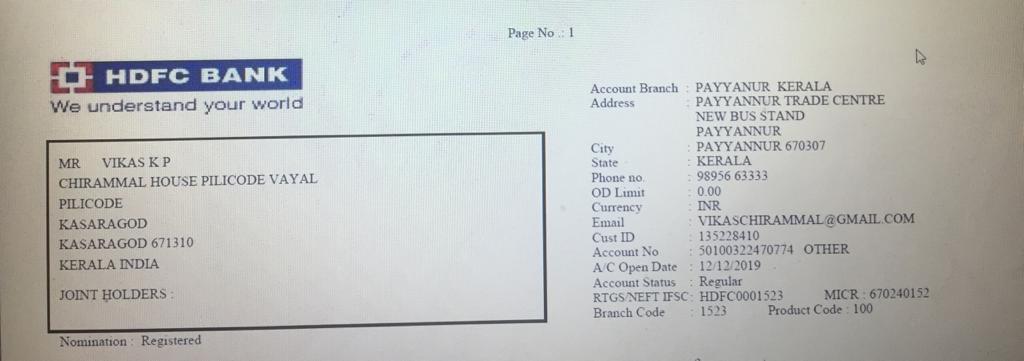 Page No .: 1
HDFC BANK
We understand your world
MR VIKAS K P
CHIRAMMAL HOUSE PILICODE VAYAL
PILICODE
KASARAGOD
KASARAGOD 671310
KERALA INDIA
JOINT HOLDERS :
Nomination : Registered
Account Branch : PAYYANUR KERALA
Address : PAYYANNUR TRADE CENTRE
NEW BUS STAND
PAYYANNUR
City : PAYYANNUR 670307
State : KERALA
Phone no. : 98956 63333
OD Limit : 0.00
Currency : INR
Email : VIKASCHIRAMMAL@GMAIL.COM
Cust ID : 135228410
Account No : 50100322470774 OTHER
A/C Open Date : 12/12/2019
Account Status : Regular
RTGS/NEFT IFSC : HDFC0001523 MICR : 670240152
Branch Code : 1523 Product Code : 100